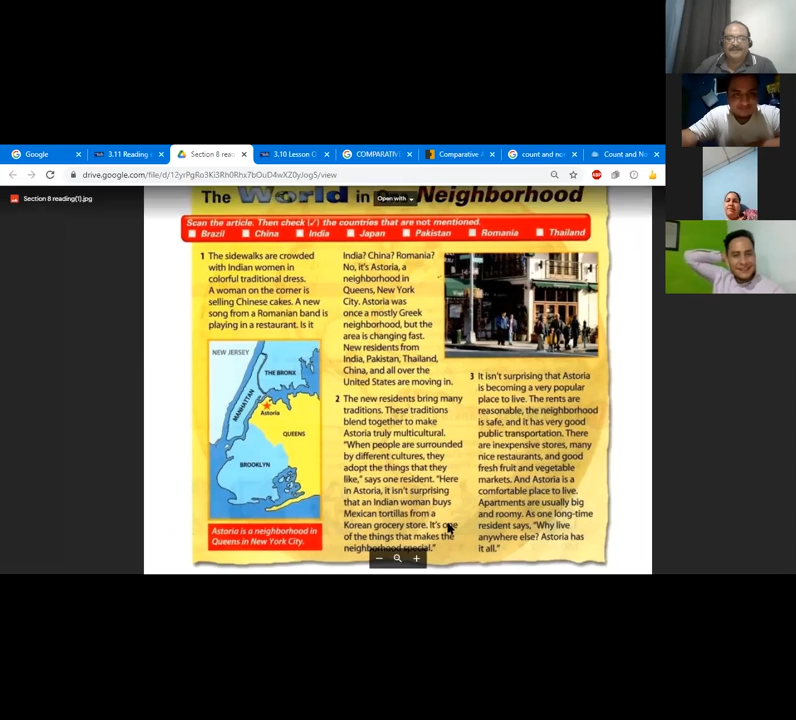 Google
3.11 Reading
Section 8 rea
3.10 Lesson O
COMPARATIVE
Comparative
count and no
Count and No
drive.google.com/file/d/12yrPgRo3Ki3Rh0Rhx7bOuD4wXZ0yJog5/view
Section 8 reading(1).jpg
Open with
The World in Neighborhood
Scan the article. Then check (✓) the countries that are not mentioned.
Brazil China India Japan Pakistan Romania Thailand
1 The sidewalks are crowded
with Indian women in
colorful traditional dress.
A woman on the corner is
selling Chinese cakes. A new
song from a Romanian band is
playing in a restaurant. Is it
NEW JERSEY
THE BRONX
MANHATTAN
Astoria
QUEENS
BROOKLYN
Astoria is a neighborhood in
Queens in New York City.
India? China? Romania?
No, it's Astoria, a
neighborhood in
Queens, New York
City. Astoria was
once a mostly Greek
neighborhood, but the
area is changing fast.
New residents from
India, Pakistan, Thailand,
China, and all over the
United States are moving in.
2 The new residents bring many
traditions. These traditions
blend together to make
Astoria truly multicultural.
"When people are surrounded
by different cultures, they
adopt the things that they
like," says one resident. "Here
in Astoria, it isn't surprising
that an Indian woman buys
Mexican tortillas from a
Korean grocery store. It's one
of the things that makes the
neighborhood special."
3 It isn't surprising that Astoria
is becoming a very popular
place to live. The rents are
reasonable, the neighborhood
is safe, and it has very good
public transportation. There
are inexpensive stores, many
nice restaurants, and good
fresh fruit and vegetable
markets. And Astoria is a
comfortable place to live.
Apartments are usually big
and roomy. As one long-time
resident says, "Why live
anywhere else? Astoria has
it all."